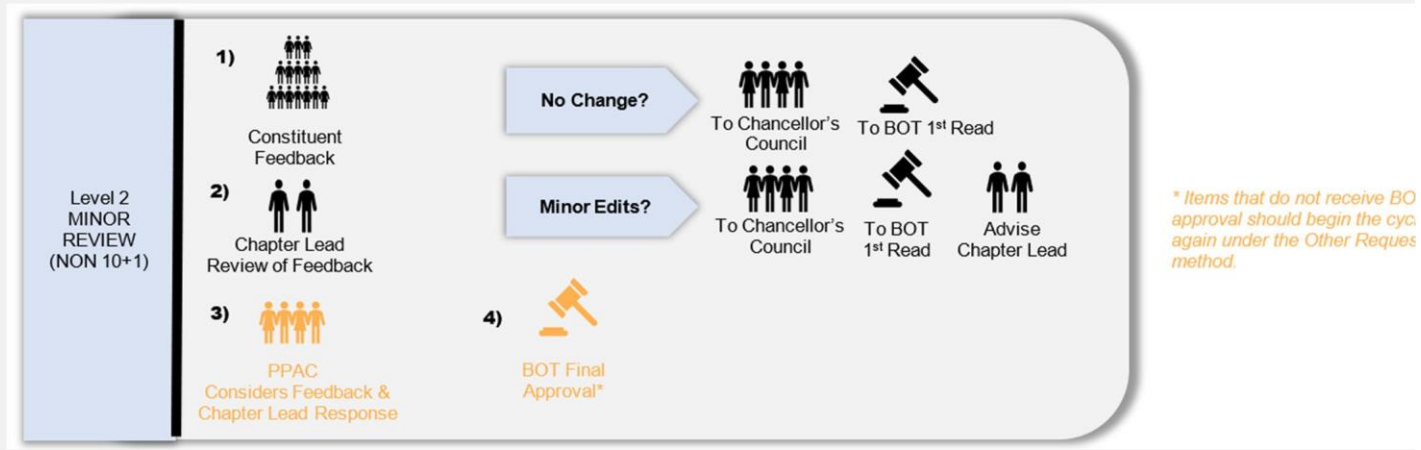 Level 2
MINOR
REVIEW
(NON 10+1)
1)
Constituent
Feedback
2)
Chapter Lead
Review of Feedback
3)
PPAC
Considers Feedback &
Chapter Lead Response
No Change?
To Chancellor's
Council
To BOT 1st Read
Minor Edits?
To Chancellor's
Council
To BOT
1st Read
Advise
Chapter Lead
4)
BOT Final
Approval*
* Items that do not receive
approval should begin the
again under the Other
method.